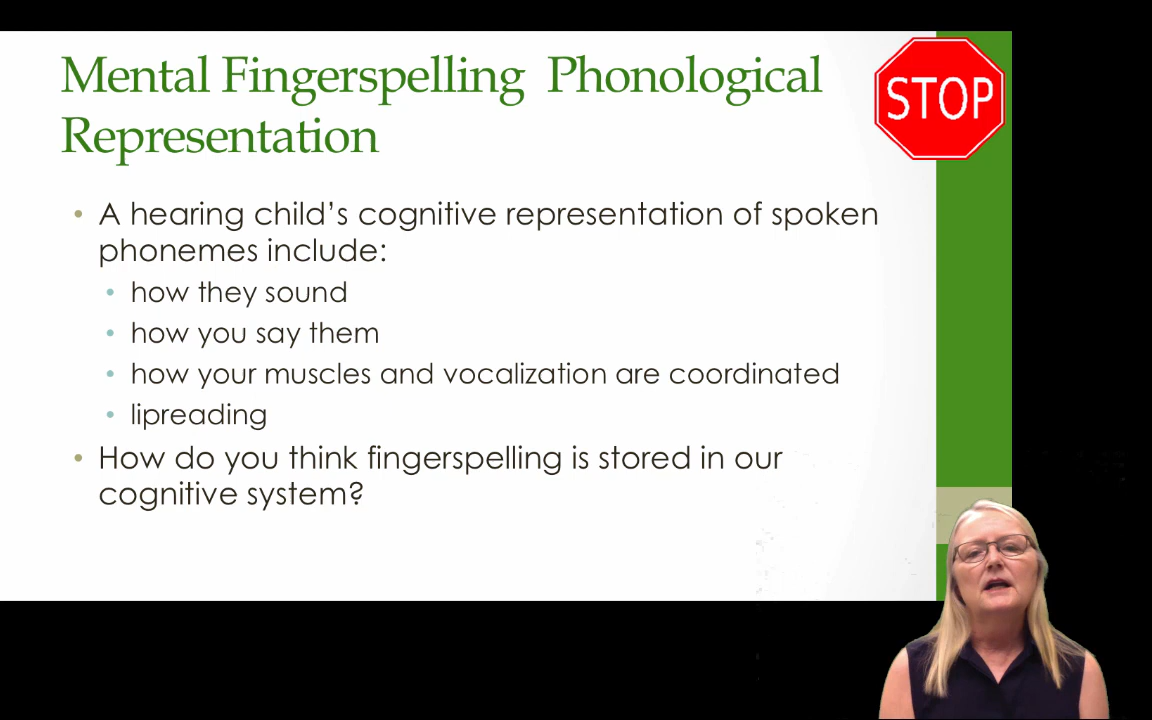 Mental Fingerspelling Phonological
Representation
STOP
• A hearing child's cognitive representation of spoken
phonemes include:
• how they sound
• how you say them
• how your muscles and vocalization are coordinated
• lipreading
• How do you think fingerspelling is stored in our
cognitive system?